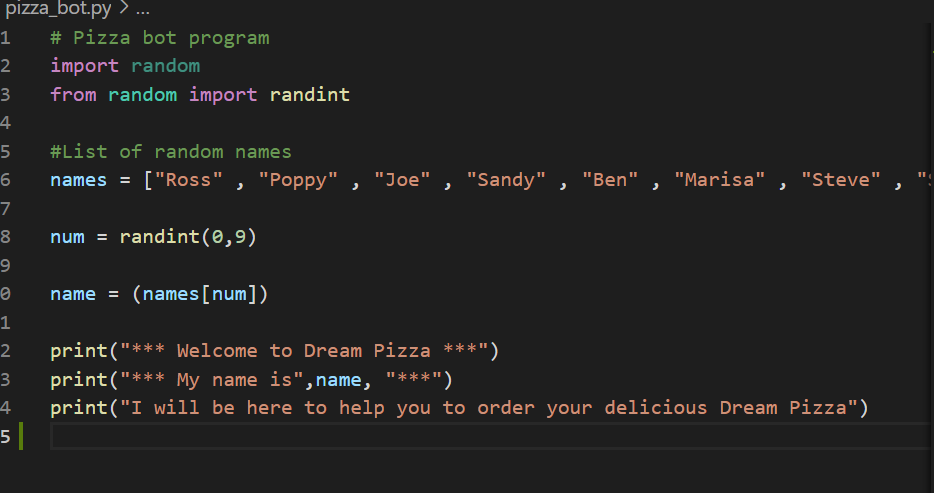 pizza_bot.py > ...
1 # Pizza bot program
2 import random
3 from random import randint
4
5 #List of random names
6 names = ["Ross" , "Poppy" , "Joe" , "Sandy" , "Ben" , "Marisa" , "Steve" , "
7
8 num = randint(0,9)
9
0 name = (names[num])
1
2 print("*** Welcome to Dream Pizza ***")
3 print("*** My name is",name, "***")
4 print("I will be here to help you to order your delicious Dream Pizza")
5